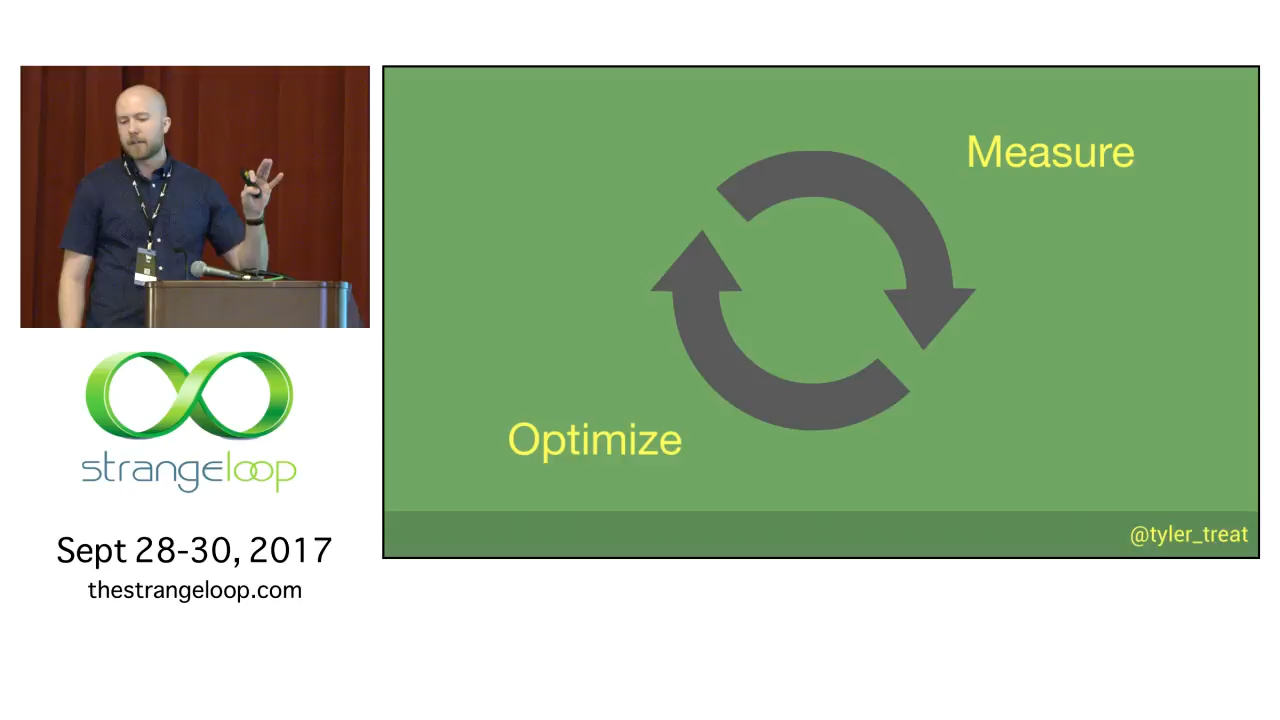 Measure
Optimize
@tyler_treat
strangeloop
Sept 28-30, 2017
thestrangeloop.com